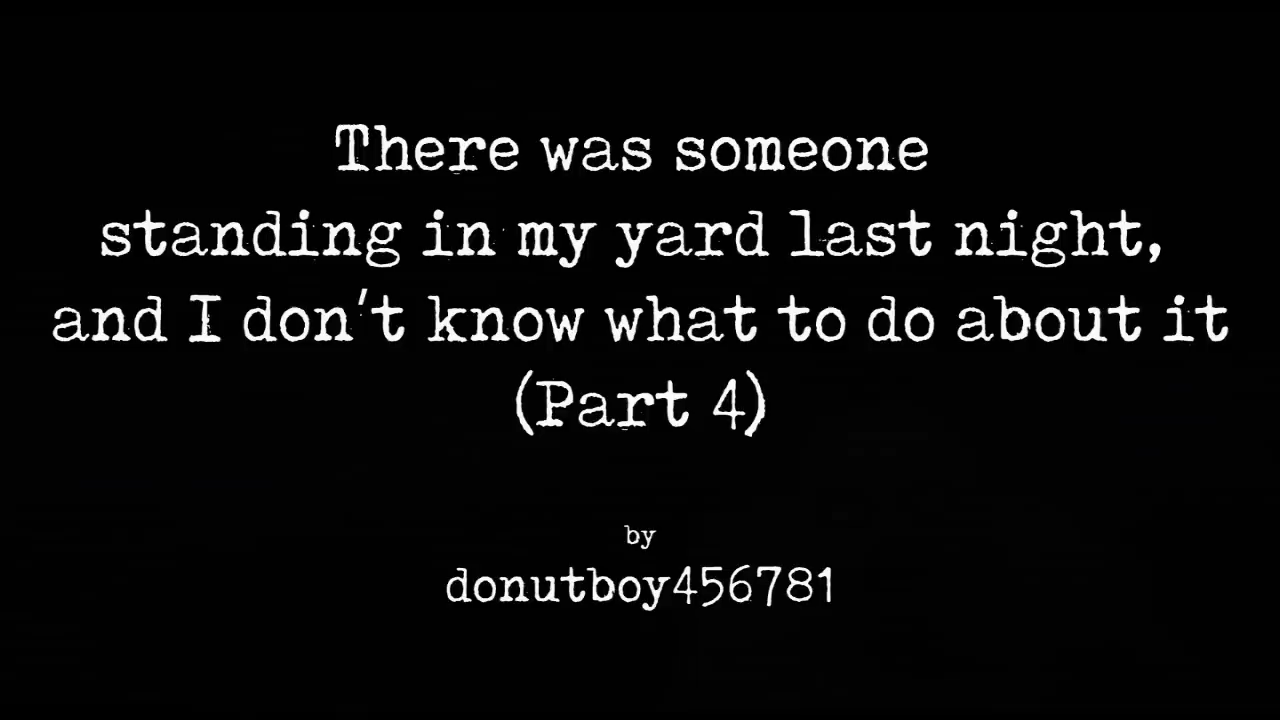 There was someone
standing in my yard last night,
and I don't know what to do about it
(Part 4)
by
donutboy456781